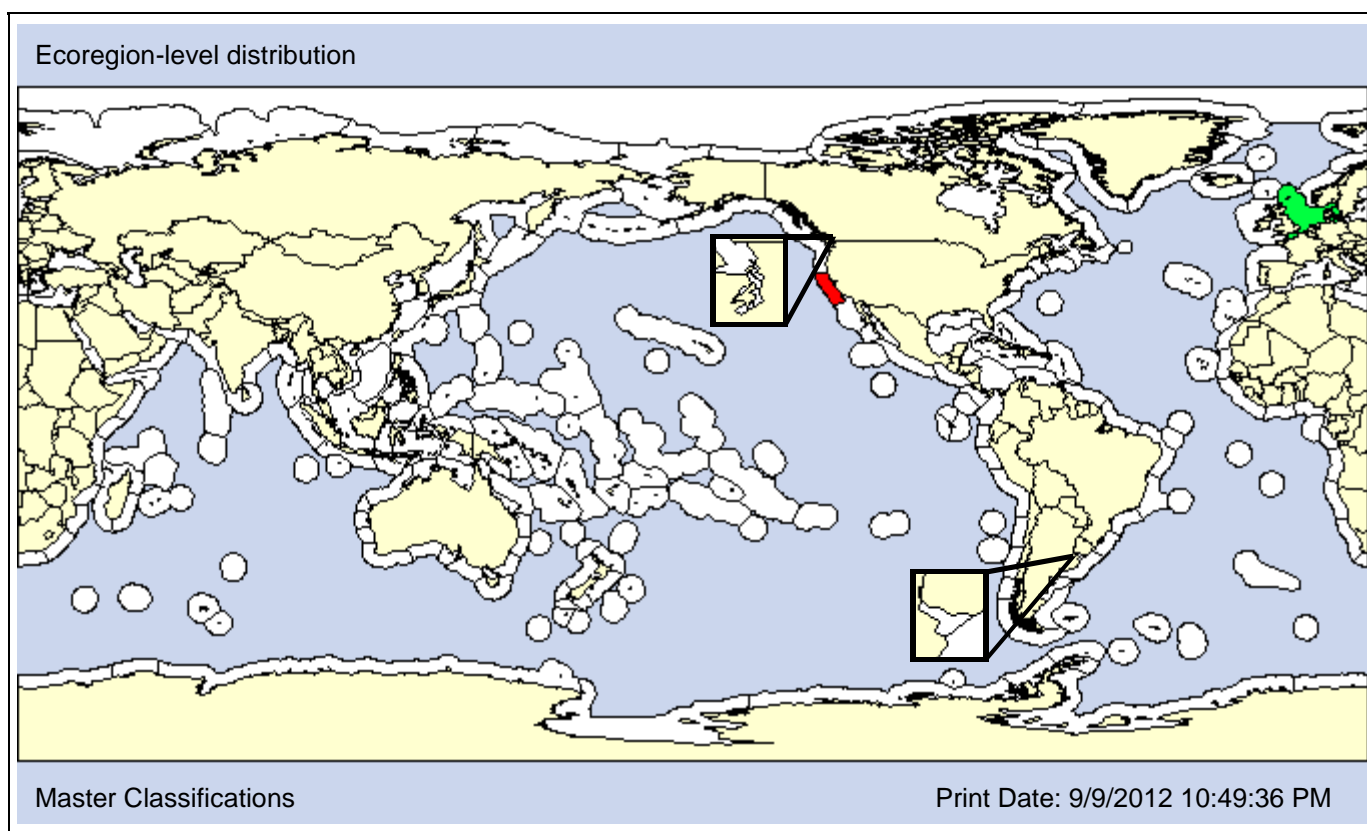 Ecoregion-level distribution
Master Classifications
Print Date: 9/9/2012 10:49:36 PM